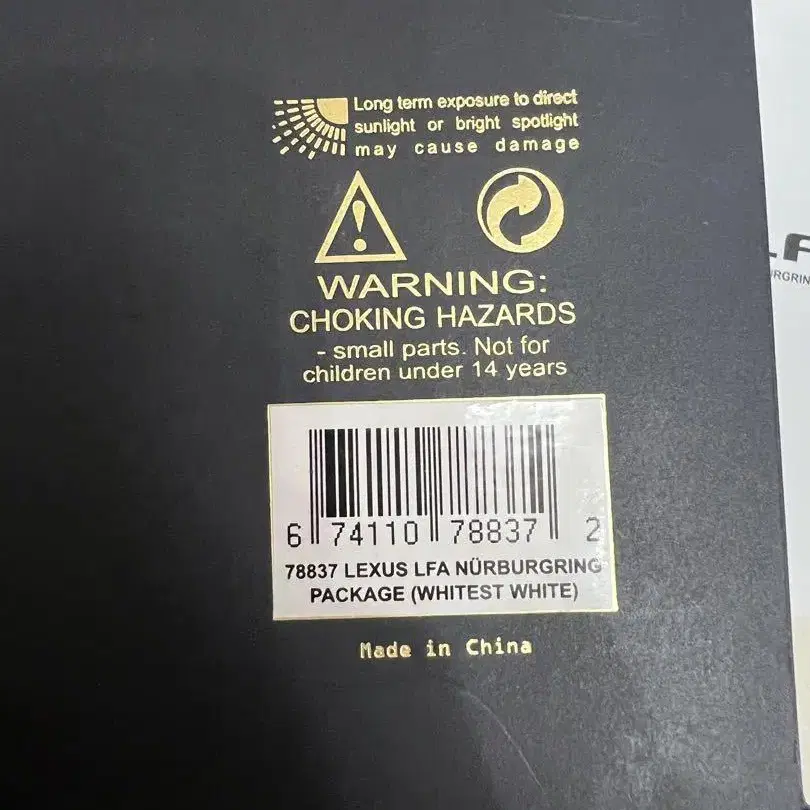 Long term exposure to direct
sunlight or bright spotlight
may cause damage
WARNING:
CHOKING HAZARDS
- small parts. Not for
children under 14 years
6 74110 78837 2
78837 LEXUS LFA NÜRBURGRING
PACKAGE (WHITEST WHITE)
Made in China